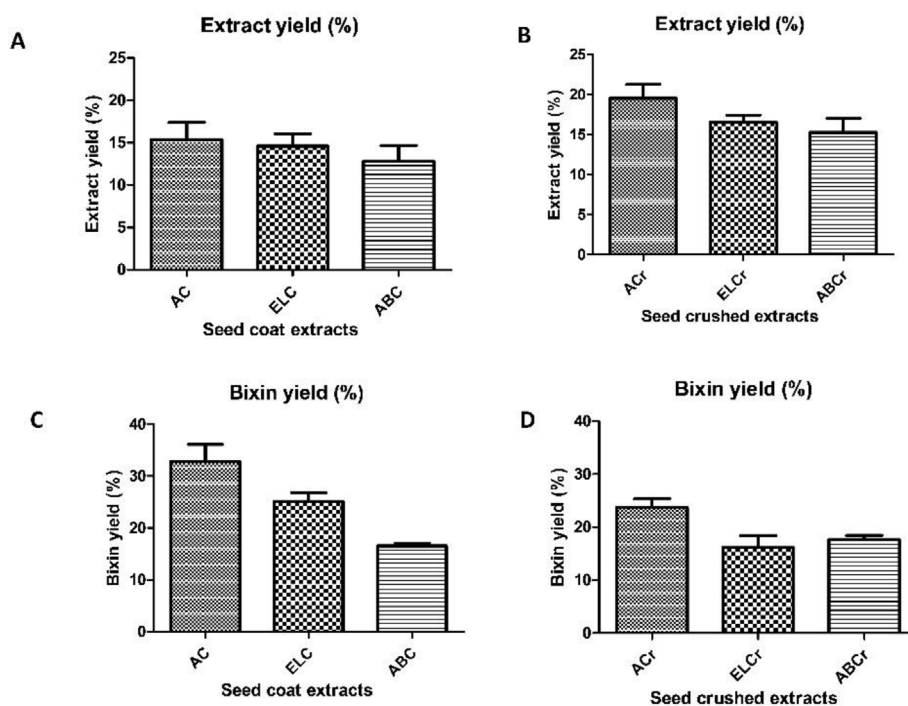 A
Extract yield (%)
Extract yield (%)
25
20
15
10
5
0
AC
ELC
ABC
Seed coat extracts
B
Extract yield (%)
Extract yield (%)
25
20
15
10
5
0
ACr
ELCr
ABCr
Seed crushed extracts
C
Bixin yield (%)
Bixin yield (%)
40
30
20
10
0
AC
ELC
ABC
Seed coat extracts
D
Bixin yield (%)
Bixin yield (%)
40
30
20
10
0
ACr
ELCr
ABCr
Seed crushed extracts